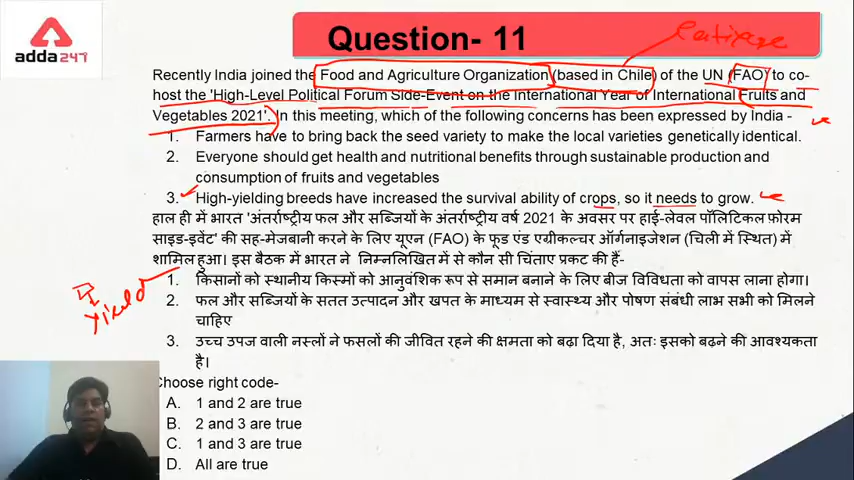 adda247
Question- 11
Recently India joined the Food and Agriculture Organization (based in Chile) of the UN (FAO) to co-
host the 'High-Level Political Forum Side-Event on the International Year of International Fruits and
Vegetables 2021'. In this meeting, which of the following concerns has been expressed by India -
1. Farmers have to bring back the seed variety to make the local varieties genetically identical.
2. Everyone should get health and nutritional benefits through sustainable production and
consumption of fruits and vegetables
3. High-yielding breeds have increased the survival ability of crops, so it needs to grow.
हाल ही में भारत 'अंतर्राष्ट्रीय फल और सब्जियों के अंतर्राष्ट्रीय वर्ष 2021 के अवसर पर हाई-लेवल पॉलिटिकल फोरम
साइड-इवेंट' की सह-मेजबानी करने के लिए यूएन (FAO) के फूड एंड एग्रीकल्चर ऑर्गनाइजेशन (चिली में स्थित) में
शामिल हुआ। इस बैठक में भारत ने निम्नलिखित में से कौन सी चिंताए प्रकट की हैं-
1. किसानों को स्थानीय किस्मों को आनुवंशिक रूप से समान बनाने के लिए बीज विविधता को वापस लाना होगा।
2. फल और सब्जियों के सतत उत्पादन और खपत के माध्यम से स्वास्थ्य और पोषण संबंधी लाभ सभी को मिलने
चाहिए
3. उच्च उपज वाली नस्लों ने फसलों की जीवित रहने की क्षमता को बढ़ा दिया है, अतः इसको बढ़ने की आवश्यकता
है।
yield
Choose right code-
A. 1 and 2 are true
B. 2 and 3 are true
C. 1 and 3 are true
D. All are true